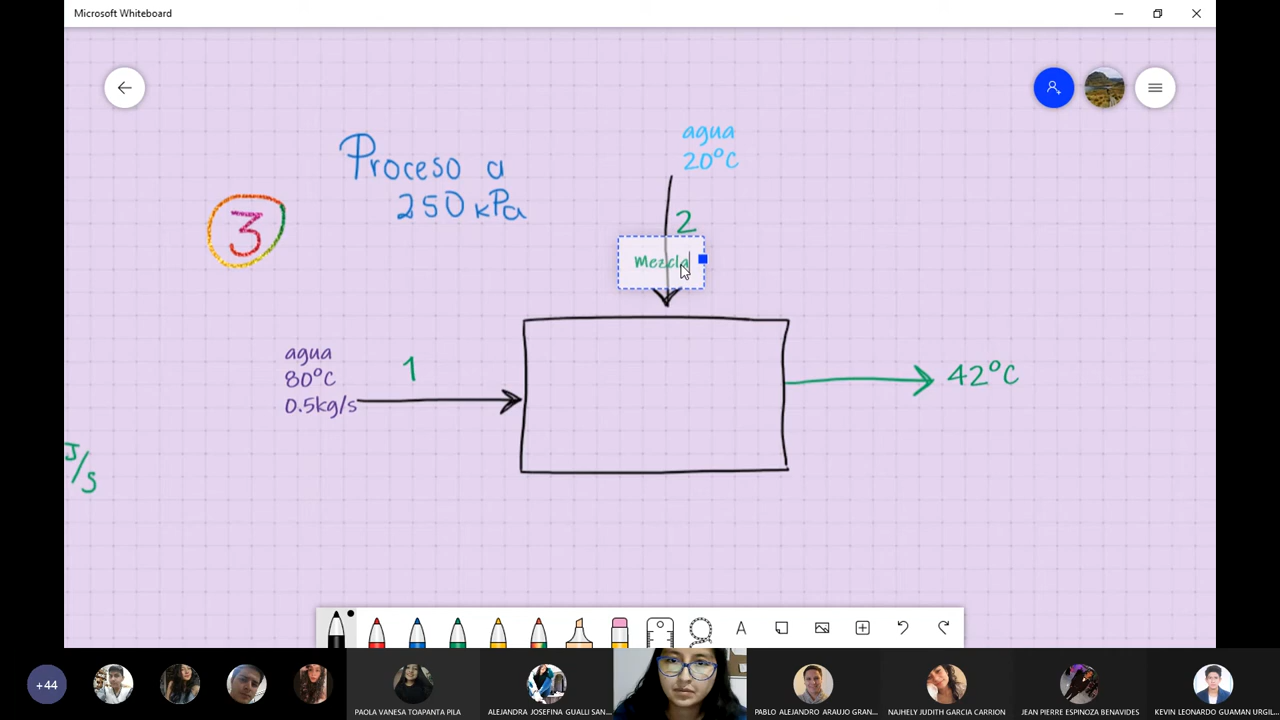 Microsoft Whiteboard
agua
20°C
Proceso a
250 kPa
3
2
Mezcla
agua
80°C
0.5kg/s
1
42°C
J/s
A
+44
PAOLA VANESA TOAPANTA PILA
ALEJANDRA JOSEFINA GUALLI SAN...
PABLO ALEJANDRO ARAUJO GRAN...
NAJHELY JUDITH GARCIA CARRION
JEAN PIERRE ESPINOZA BENAVIDES
KEVIN LEONARDO GUAMAN URGIL...